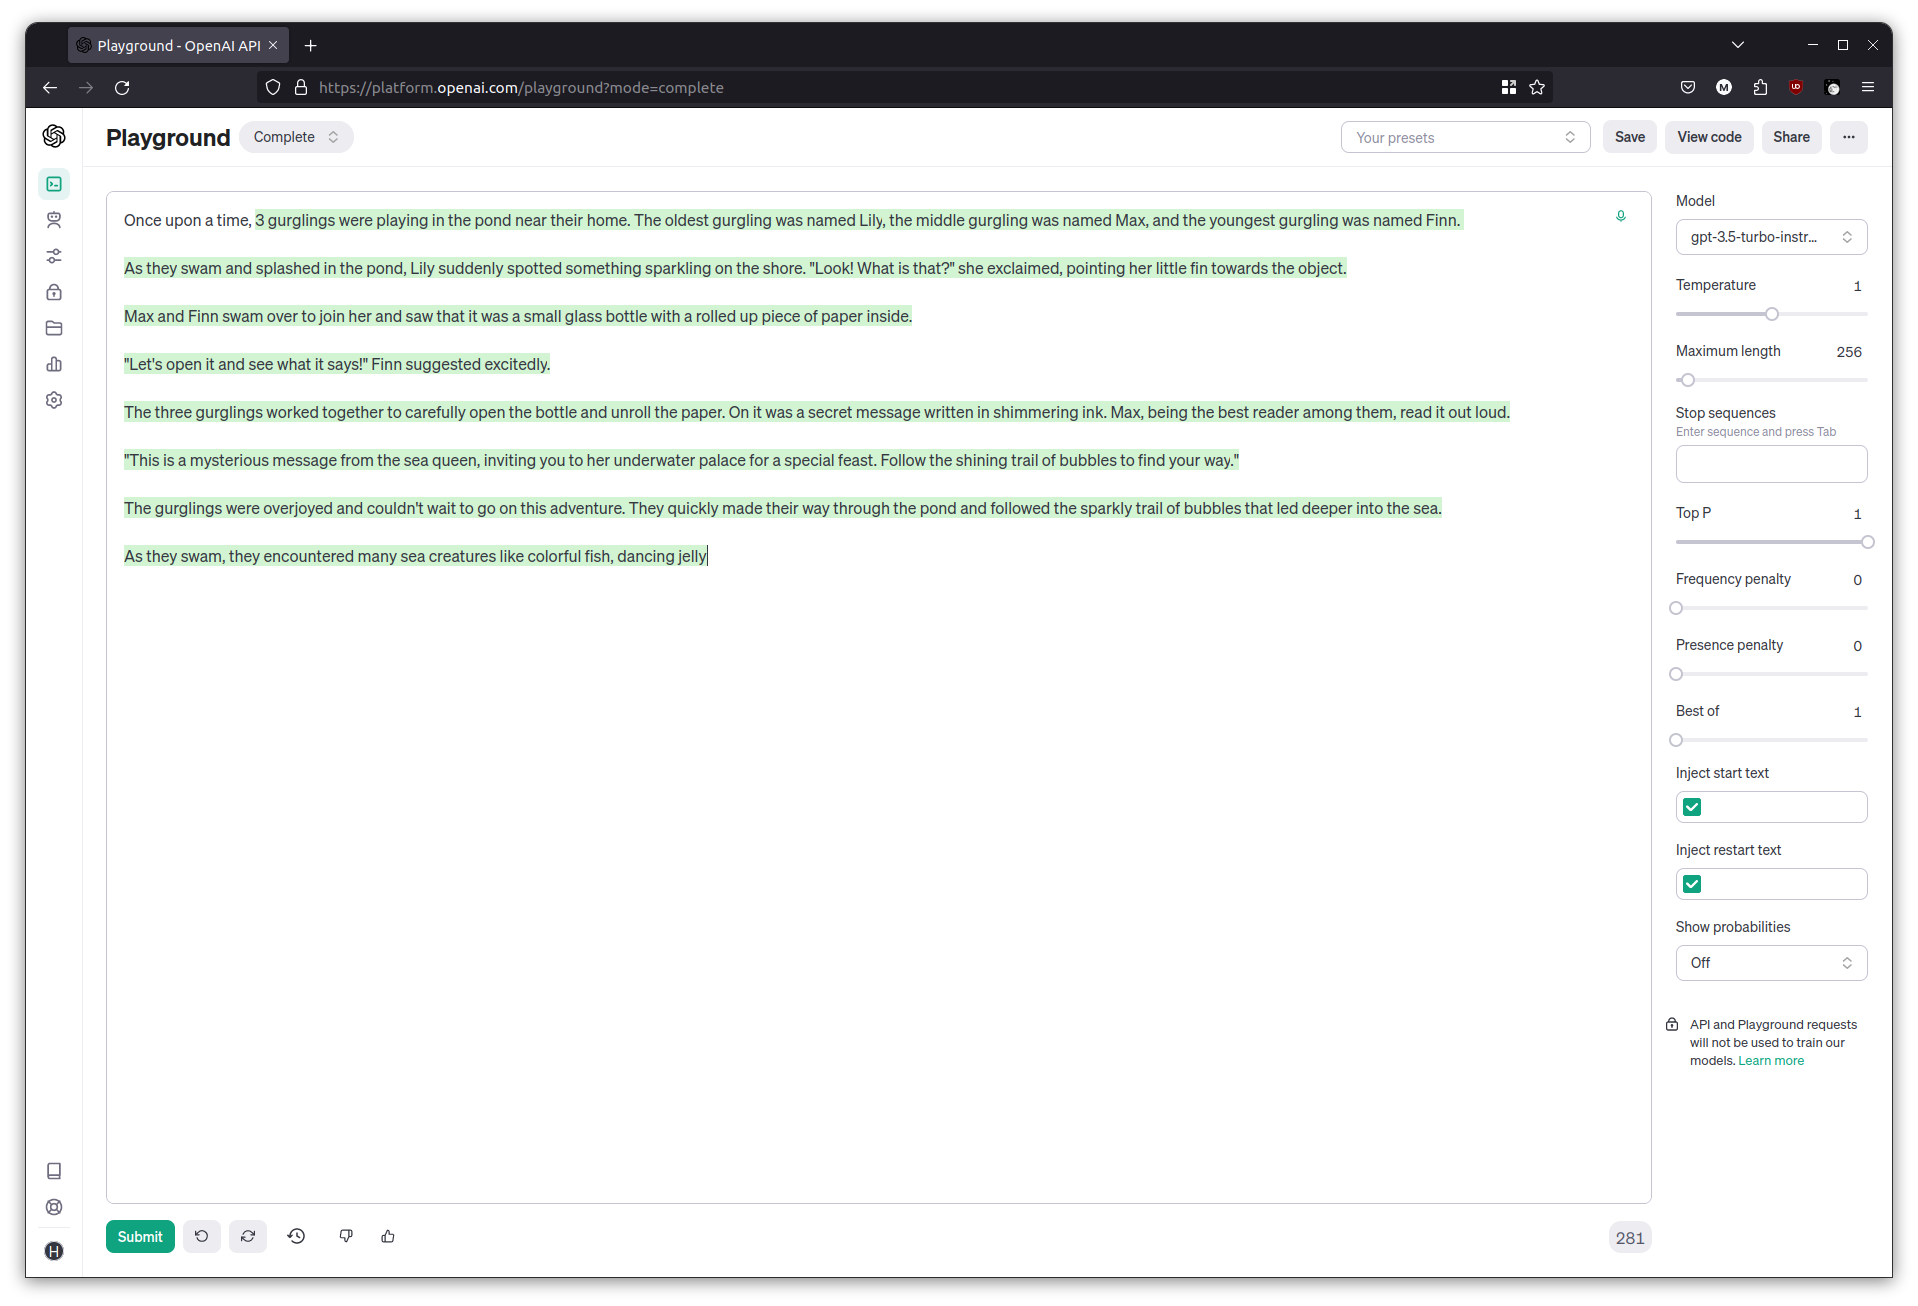 Playground - OpenAI API
https://platform.openai.com/playground?mode=complete
Playground
Complete
Your presets
Save
View code
Share
Once upon a time, 3 gurglings were playing in the pond near their home. The oldest gurgling was named Lily, the middle gurgling was named Max, and the youngest gurgling was named Finn.
As they swam and splashed in the pond, Lily suddenly spotted something sparkling on the shore. "Look! What is that?" she exclaimed, pointing her little fin towards the object.
Max and Finn swam over to join her and saw that it was a small glass bottle with a rolled up piece of paper inside.
"Let's open it and see what it says!" Finn suggested excitedly.
The three gurglings worked together to carefully open the bottle and unroll the paper. On it was a secret message written in shimmering ink. Max, being the best reader among them, read it out loud.
"This is a mysterious message from the sea queen, inviting you to her underwater palace for a special feast. Follow the shining trail of bubbles to find your way."
The gurglings were overjoyed and couldn't wait to go on this adventure. They quickly made their way through the pond and followed the sparkly trail of bubbles that led deeper into the sea.
As they swam, they encountered many sea creatures like colorful fish, dancing jelly
Model
gpt-3.5-turbo-instr...
Temperature 1
Maximum length 256
Stop sequences
Enter sequence and press Tab
Top P 1
Frequency penalty 0
Presence penalty 0
Best of 1
Inject start text
Inject restart text
Show probabilities
Off
API and Playground requests
will not be used to train our
models. Learn more
Submit
281
H
M